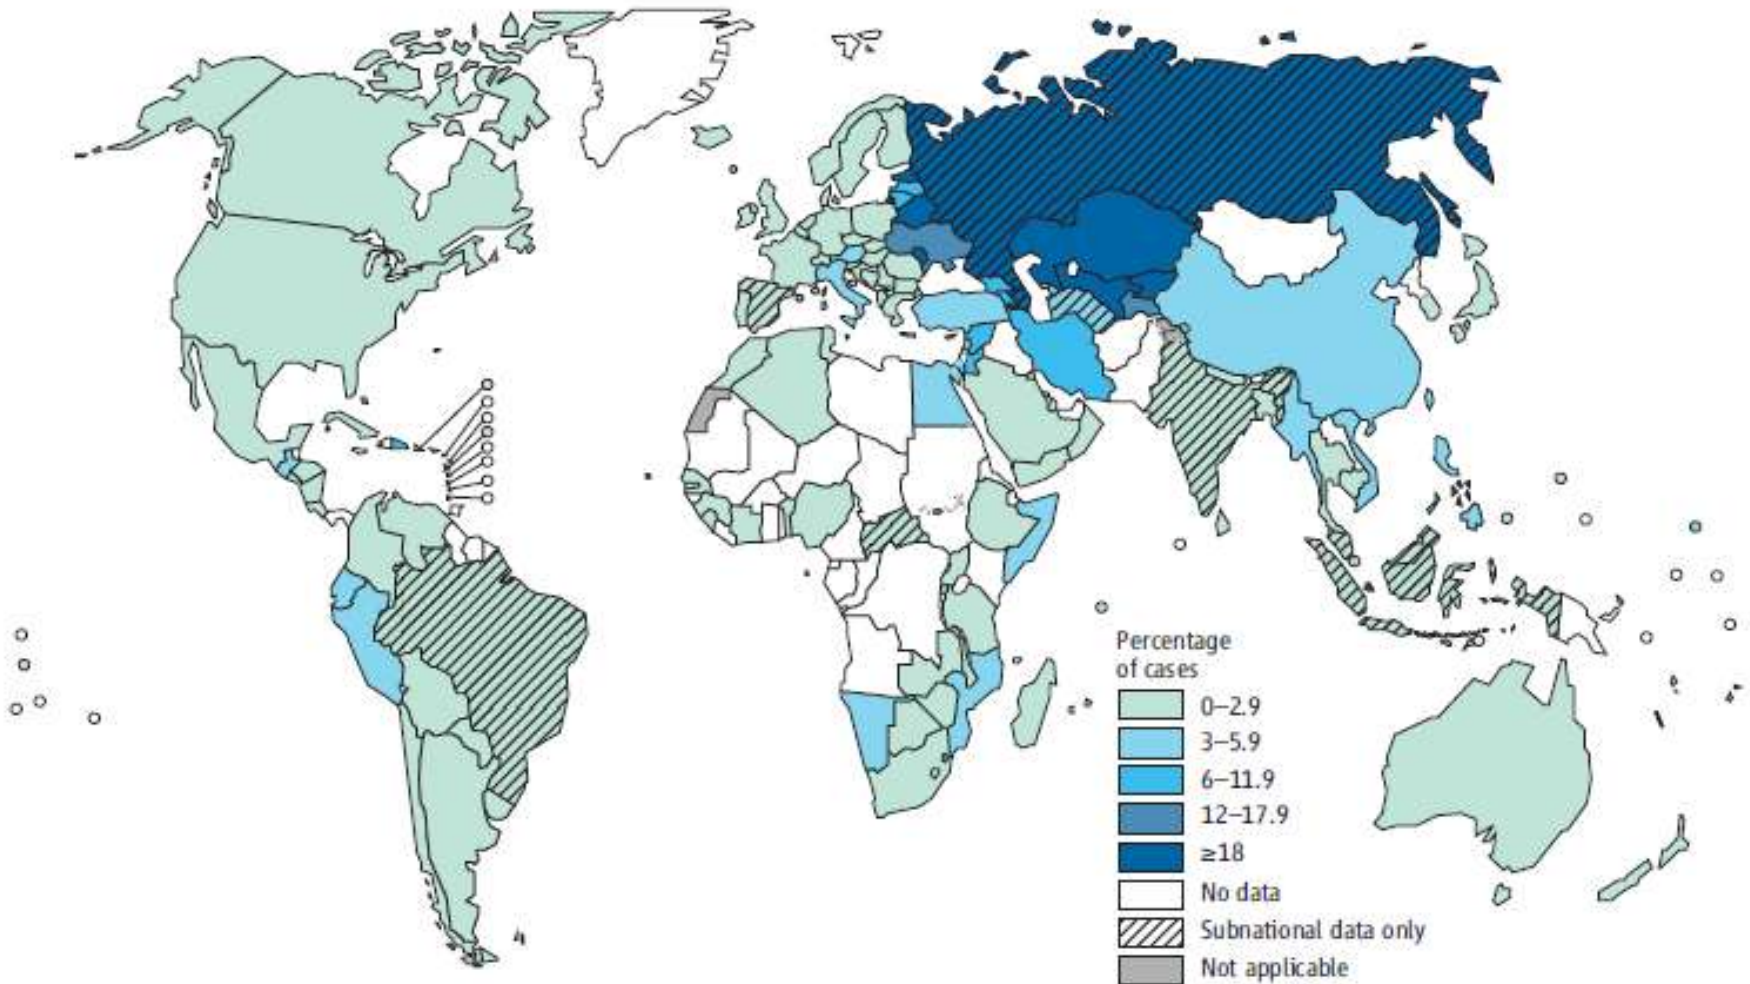 Percentage
of cases
0–2.9
3–5.9
6–11.9
12–17.9
≥18
No data
Subnational data only
Not applicable